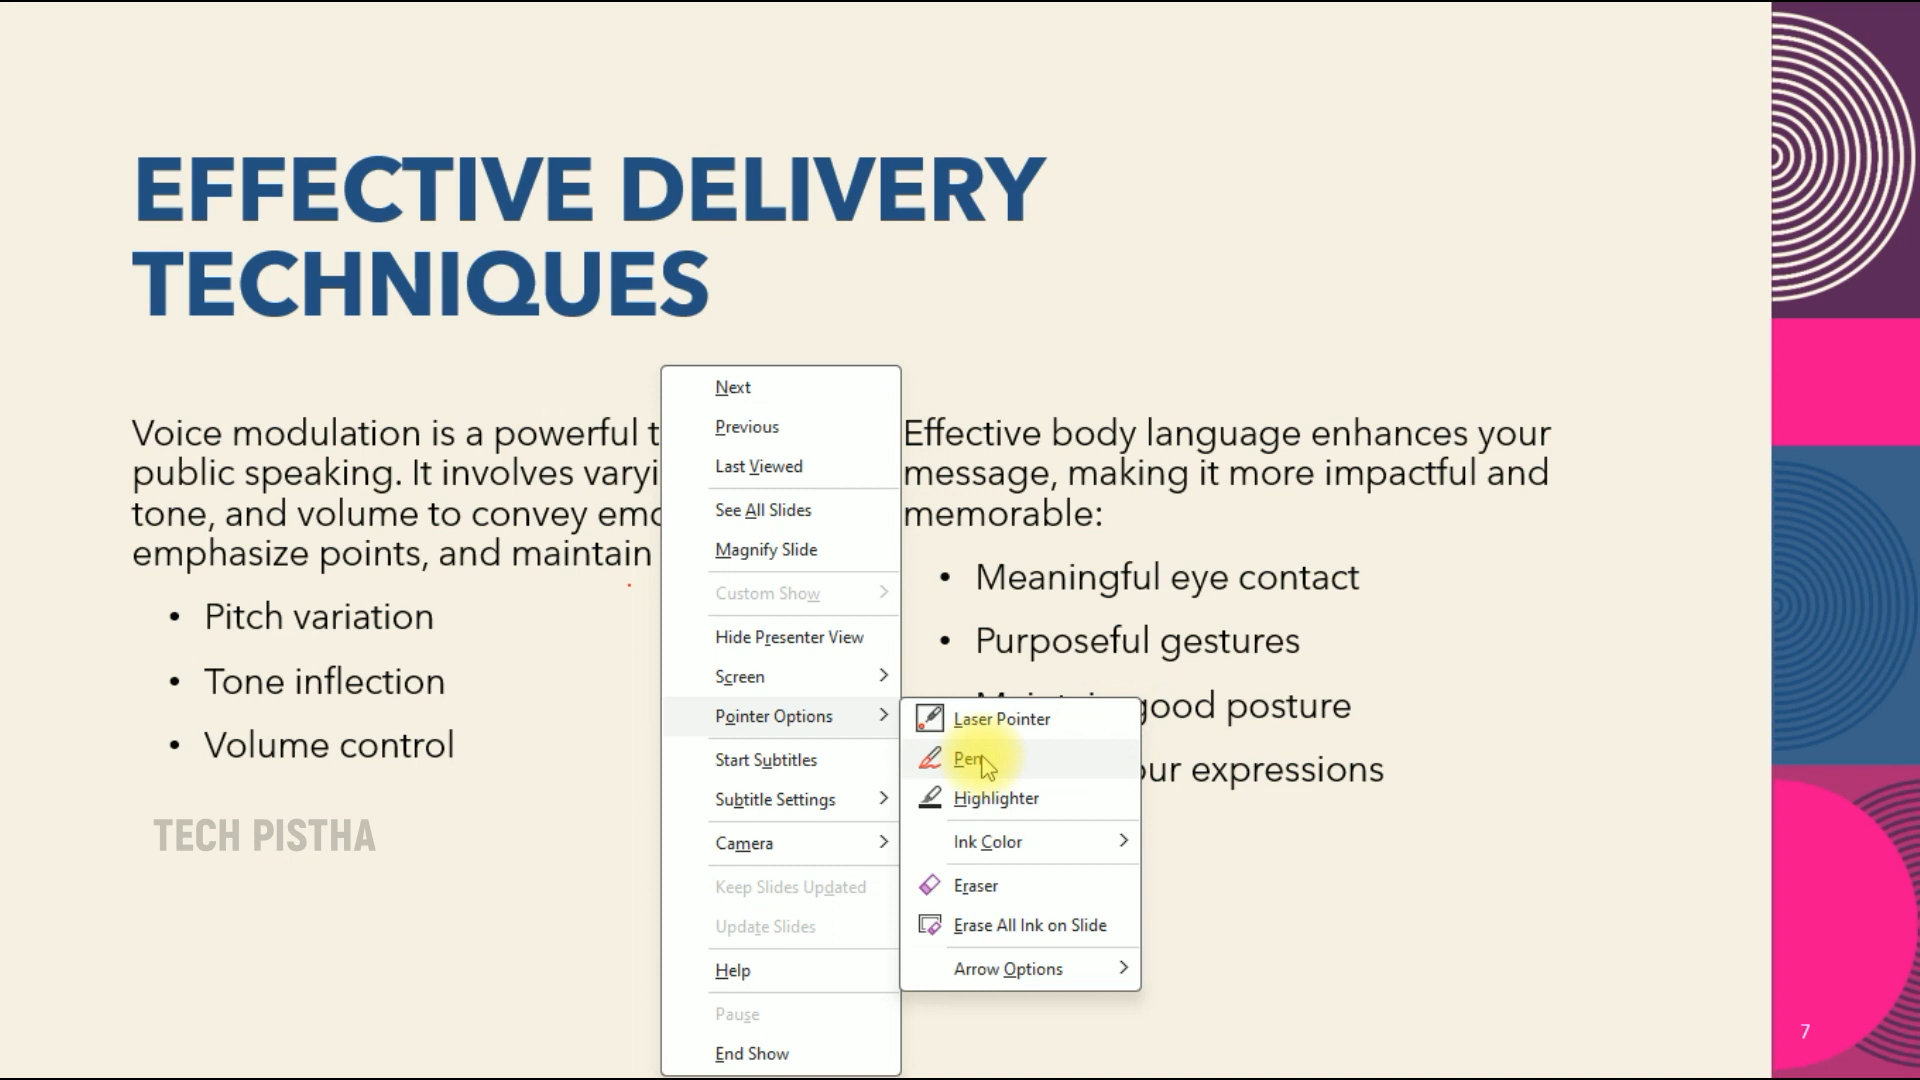 EFFECTIVE DELIVERY
TECHNIQUES
Voice modulation is a powerful
public speaking. It involves
tone, and volume to convey
emphasize points, and maintain
• Pitch variation
• Tone inflection
• Volume control
TECH PISTHA
Next
Previous
Last Viewed
See All Slides
Magnify Slide
Custom Show
Hide Presenter View
Screen
Pointer Options
Start Subtitles
Subtitle Settings
Camera
Keep Slides Updated
Update Slides
Help
Pause
End Show
Laser Pointer
Pen
Highlighter
Ink Color
Eraser
Erase All Ink on Slide
Arrow Options
Effective body language enhances your
message, making it more impactful and
memorable:
• Meaningful eye contact
• Purposeful gestures
good posture
expressions
7